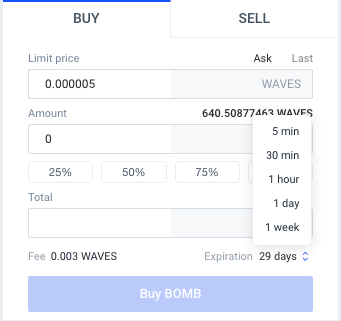 BUY SELL
Limit price Ask Last
0.000005 WAVES
Amount 640.50877463 WAVES
0
5 min
25% 50% 75%
30 min
1 hour
Total
1 day
1 week
Fee 0.003 WAVES Expiration 29 days
Buy BOMB